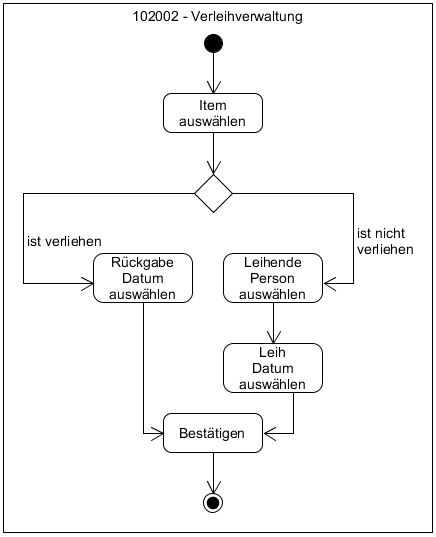 102002 - Verleihverwaltung
Item
auswählen
ist verliehen
ist nicht
verliehen
Rückgabe
Datum
auswählen
Leihende
Person
auswählen
Leih
Datum
auswählen
Bestätigen